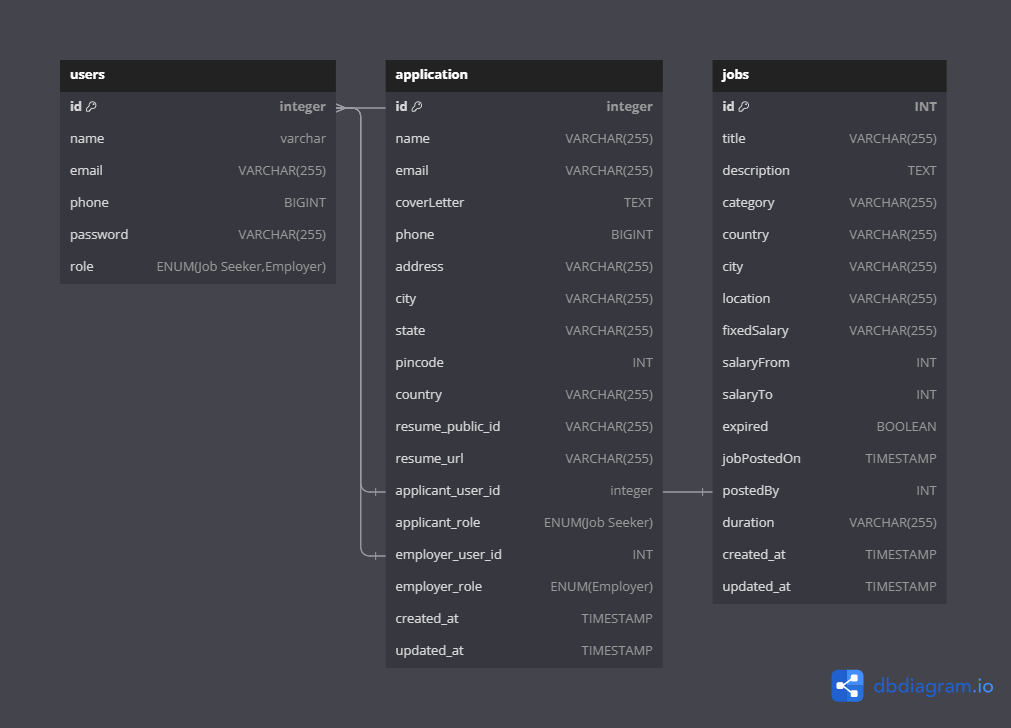 users
id integer
name varchar
email VARCHAR(255)
phone BIGINT
password VARCHAR(255)
role ENUM(Job Seeker,Employer)
application
id integer
name VARCHAR(255)
email VARCHAR(255)
coverLetter TEXT
phone BIGINT
address VARCHAR(255)
city VARCHAR(255)
state VARCHAR(255)
pincode INT
country VARCHAR(255)
resume_public_id VARCHAR(255)
resume_url VARCHAR(255)
applicant_user_id integer
applicant_role ENUM(Job Seeker)
employer_user_id INT
employer_role ENUM(Employer)
created_at TIMESTAMP
updated_at TIMESTAMP
jobs
id INT
title VARCHAR(255)
description TEXT
category VARCHAR(255)
country VARCHAR(255)
city VARCHAR(255)
location VARCHAR(255)
fixedSalary VARCHAR(255)
salaryFrom INT
salaryTo INT
expired BOOLEAN
jobPostedOn TIMESTAMP
postedBy INT
duration VARCHAR(255)
created_at TIMESTAMP
updated_at TIMESTAMP
dbdiagram.io